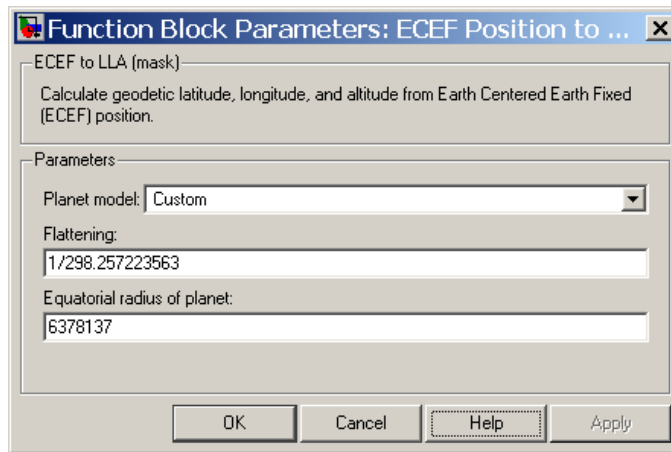 Function Block Parameters: ECEF Position to ...
ECEF to LLA (mask)
Calculate geodetic latitude, longitude, and altitude from Earth Centered Earth Fixed
(ECEF) position.
Parameters
Planet model: Custom
Flattening:
1/298.257223563
Equatorial radius of planet:
6378137
OK Cancel Help Apply